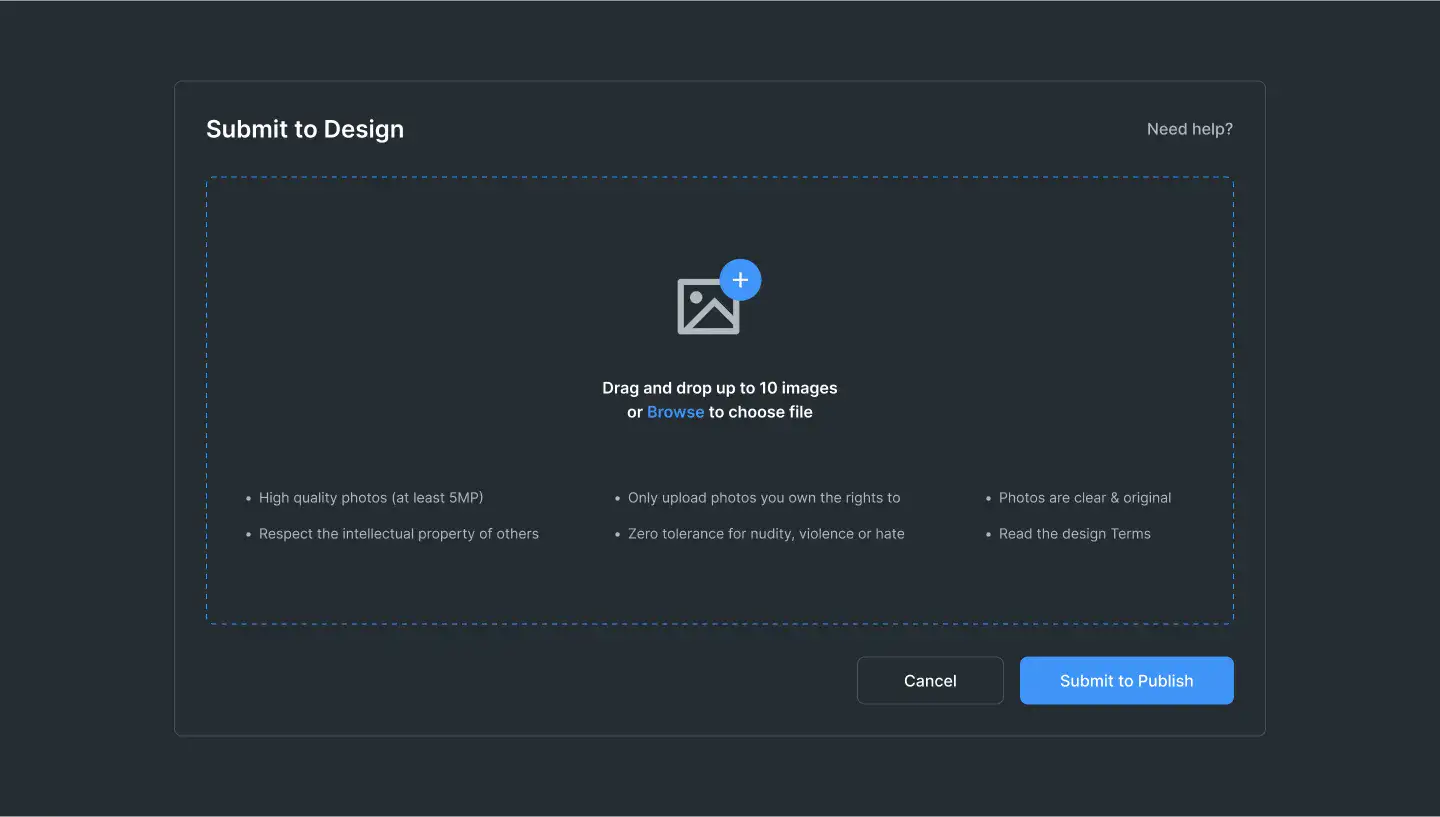 Submit to Design
Need help?
Drag and drop up to 10 images
or Browse to choose file
• High quality photos (at least 5MP)
• Only upload photos you own the rights to
• Photos are clear & original
• Respect the intellectual property of others
• Zero tolerance for nudity, violence or hate
• Read the design Terms
Cancel
Submit to Publish